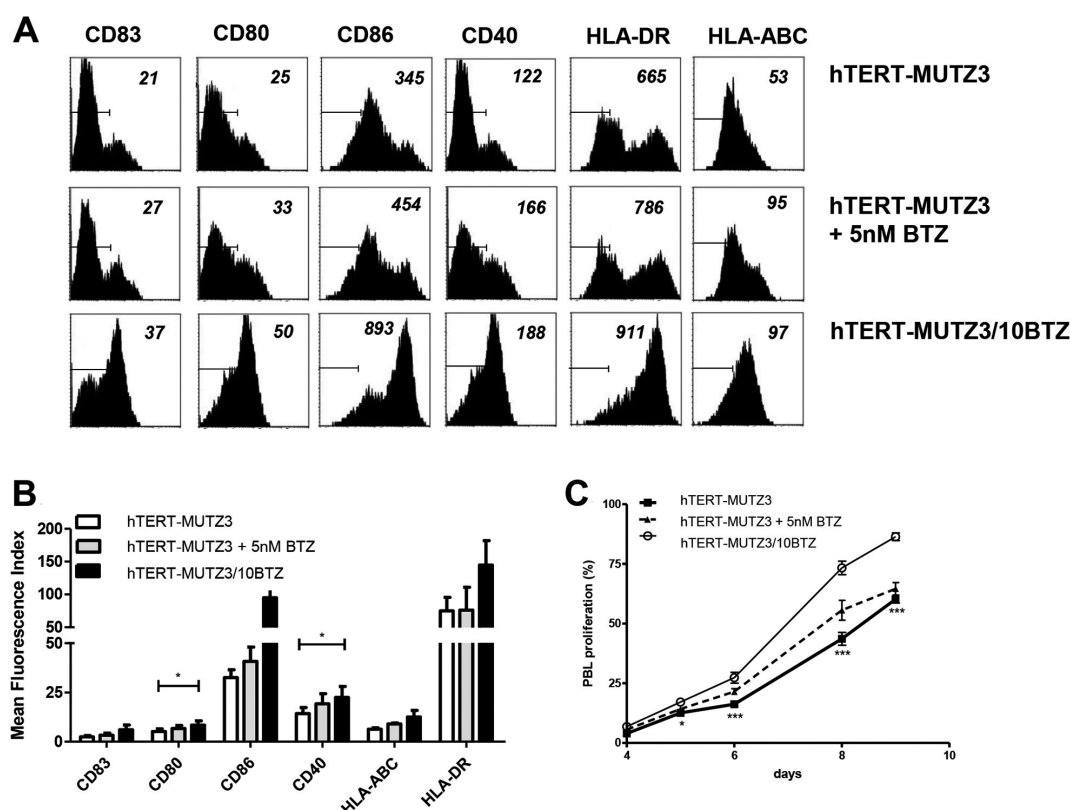 A
CD83 CD80 CD86 CD40 HLA-DR HLA-ABC
21 25 345 122 665 53
hTERT-MUTZ3
27 33 454 166 786 95
hTERT-MUTZ3
+ 5nM BTZ
37 50 893 188 911 97
hTERT-MUTZ3/10BTZ
B
hTERT-MUTZ3
hTERT-MUTZ3 + 5nM BTZ
hTERT-MUTZ3/10BTZ
Mean Fluorescence Index
200
150
100
50
50
25
0
*
*
CD83
CD80
CD86
CD40
HLA-ABC
HLA-DR
C
hTERT-MUTZ3
hTERT-MUTZ3 + 5nM BTZ
hTERT-MUTZ3/10BTZ
PBL proliferation (%)
100
75
50
25
0
*
***
***
***
4 6 8 10
days